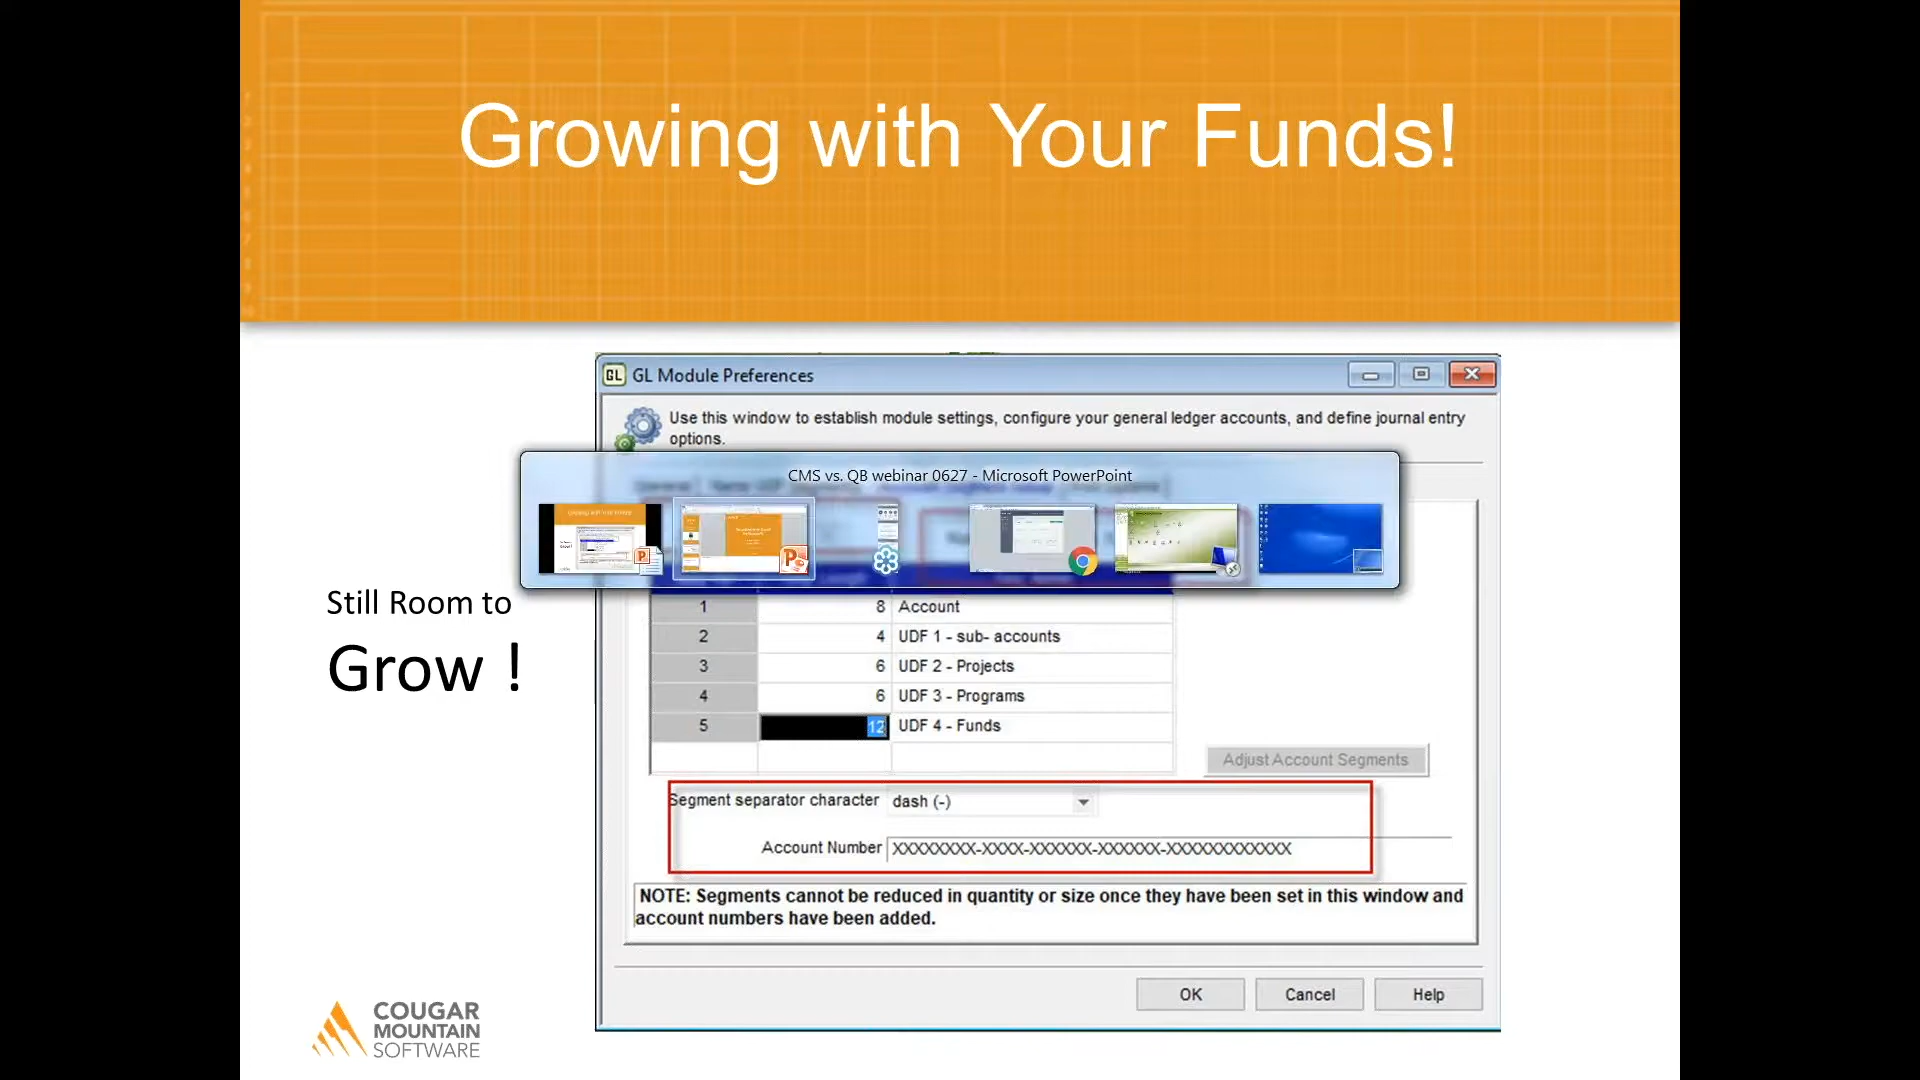 Growing with Your Funds!
GL GL Module Preferences
Use this window to establish module settings, configure your general ledger accounts, and define journal entry
options.
CMS vs. QB webinar 0627 - Microsoft PowerPoint
Still Room to
Grow !
1 8 Account
2 4 UDF 1 - sub- accounts
3 6 UDF 2 - Projects
4 6 UDF 3 - Programs
5 12 UDF 4 - Funds
Adjust Account Segments
Segment separator character dash (-)
Account Number XXXXXXXX-XXXX-XXXXXX-XXXXXX-XXXXXXXXXXXX
NOTE: Segments cannot be reduced in quantity or size once they have been set in this window and
account numbers have been added.
OK Cancel Help
COUGAR
MOUNTAIN
SOFTWARE